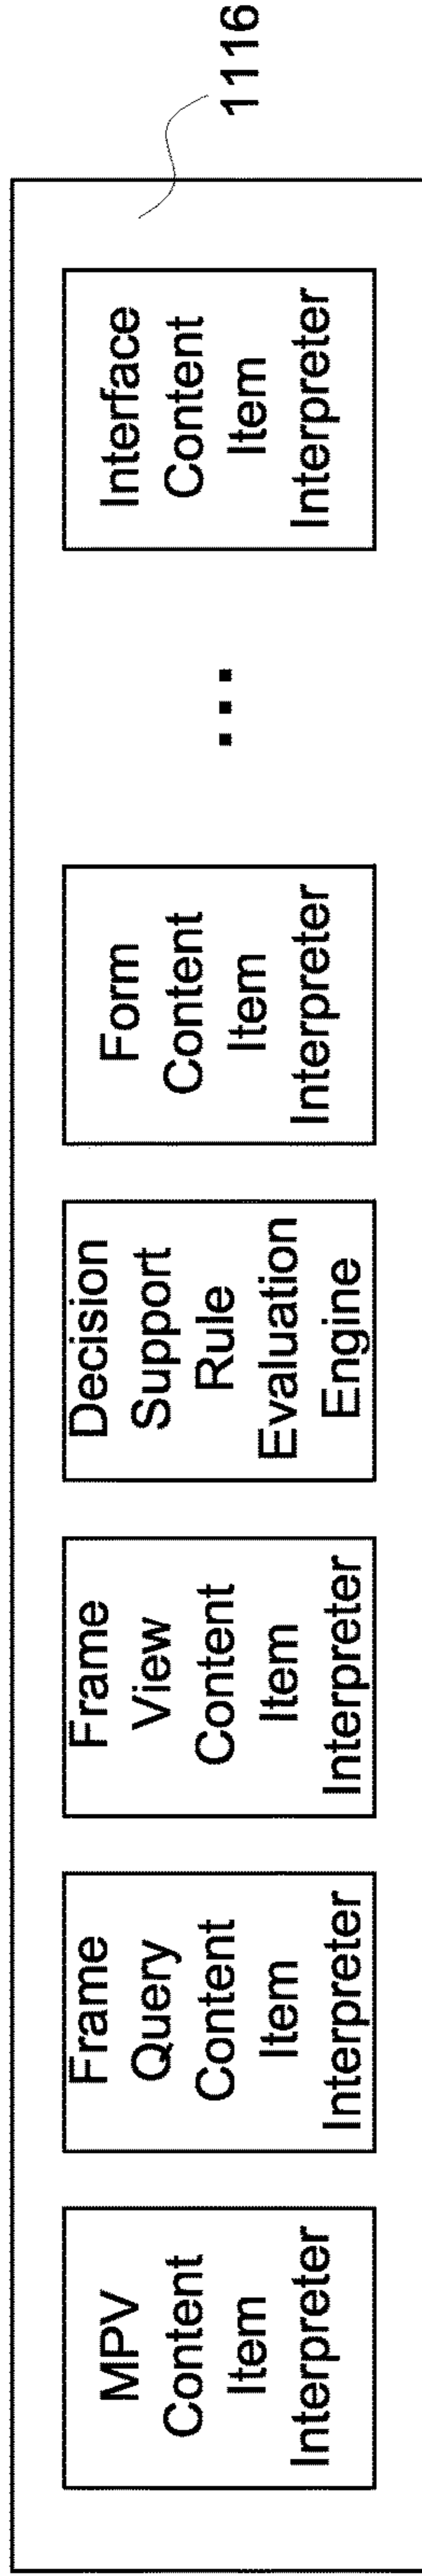 MPV
Content
Item
Interpreter
Frame
Query
Content
Item
Interpreter
Frame
View
Content
Item
Interpreter
Decision
Support
Rule
Evaluation
Engine
Form
Content
Item
Interpreter
...
Interface
Content
Item
Interpreter
1116